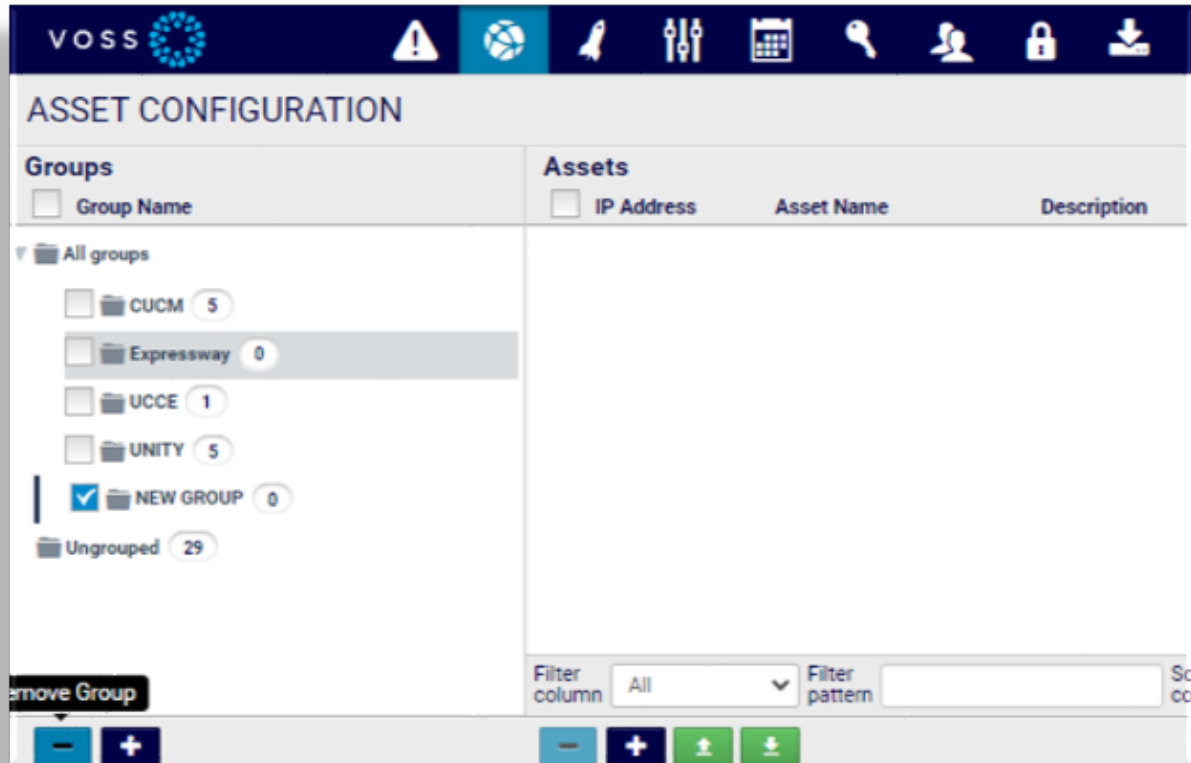 VOSS
ASSET CONFIGURATION
Groups
Group Name
Assets
IP Address Asset Name Description
All groups
CUCM 5
Expressway 0
UCCE 1
UNITY 5
NEW GROUP 0
Ungrouped 29
emove Group
Filter column All Filter pattern